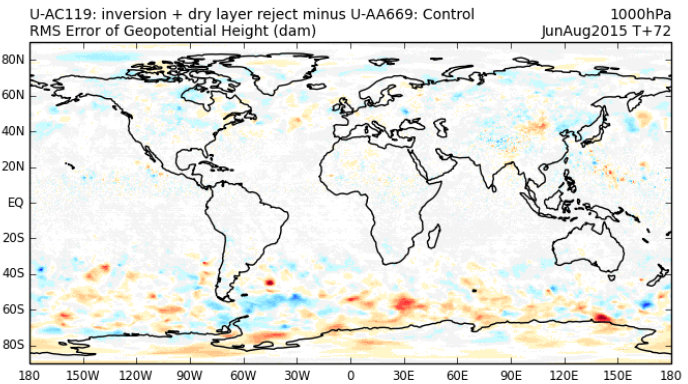 U-AC119: inversion + dry layer reject minus U-AA669: Control
1000hPa
RMS Error of Geopotential Height (dam)
JunAug2015 T+72
80N
60N
40N
20N
EQ
20S
40S
60S
80S
180 150W 120W 90W 60W 30W 0 30E 60E 90E 120E 150E 180